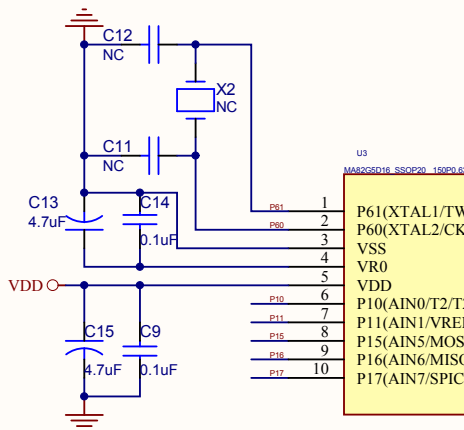 C12
NC
X2
NC
C11
NC
U3
MA82G5D16_SSOP20_150P0.6
C13
4.7uF
C14
0.1uF
P61 1 P61(XTAL1/TW
P60 2 P60(XTAL2/CK
3 VSS
4 VR0
VDD 5 VDD
P10 6 P10(AIN0/T2/T2
P11 7 P11(AIN1/VREF
P15 8 P15(AIN5/MOS
P16 9 P16(AIN6/MISO
P17 10 P17(AIN7/SPIC
C15
4.7uF
C9
0.1uF